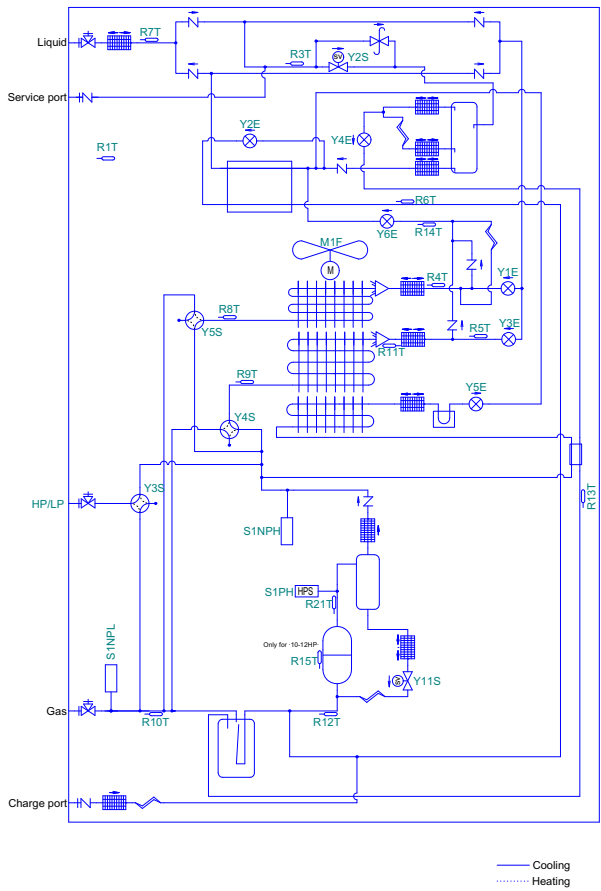 Liquid
R7T
R3T
SV
Y2S
Service port
Y2E
Y4E
R1T
R6T
Y6E
R14T
M1F
M
R4T
Y1E
R8T
Y5S
R5T
Y3E
R11T
R9T
Y5E
Y4S
HP/LP
Y3S
R13T
S1NPH
S1PH
HPS
R21T
Only for ·10-12HP·
R15T
S1NPL
SV
Y11S
Gas
R10T
R12T
Charge port
Cooling
Heating